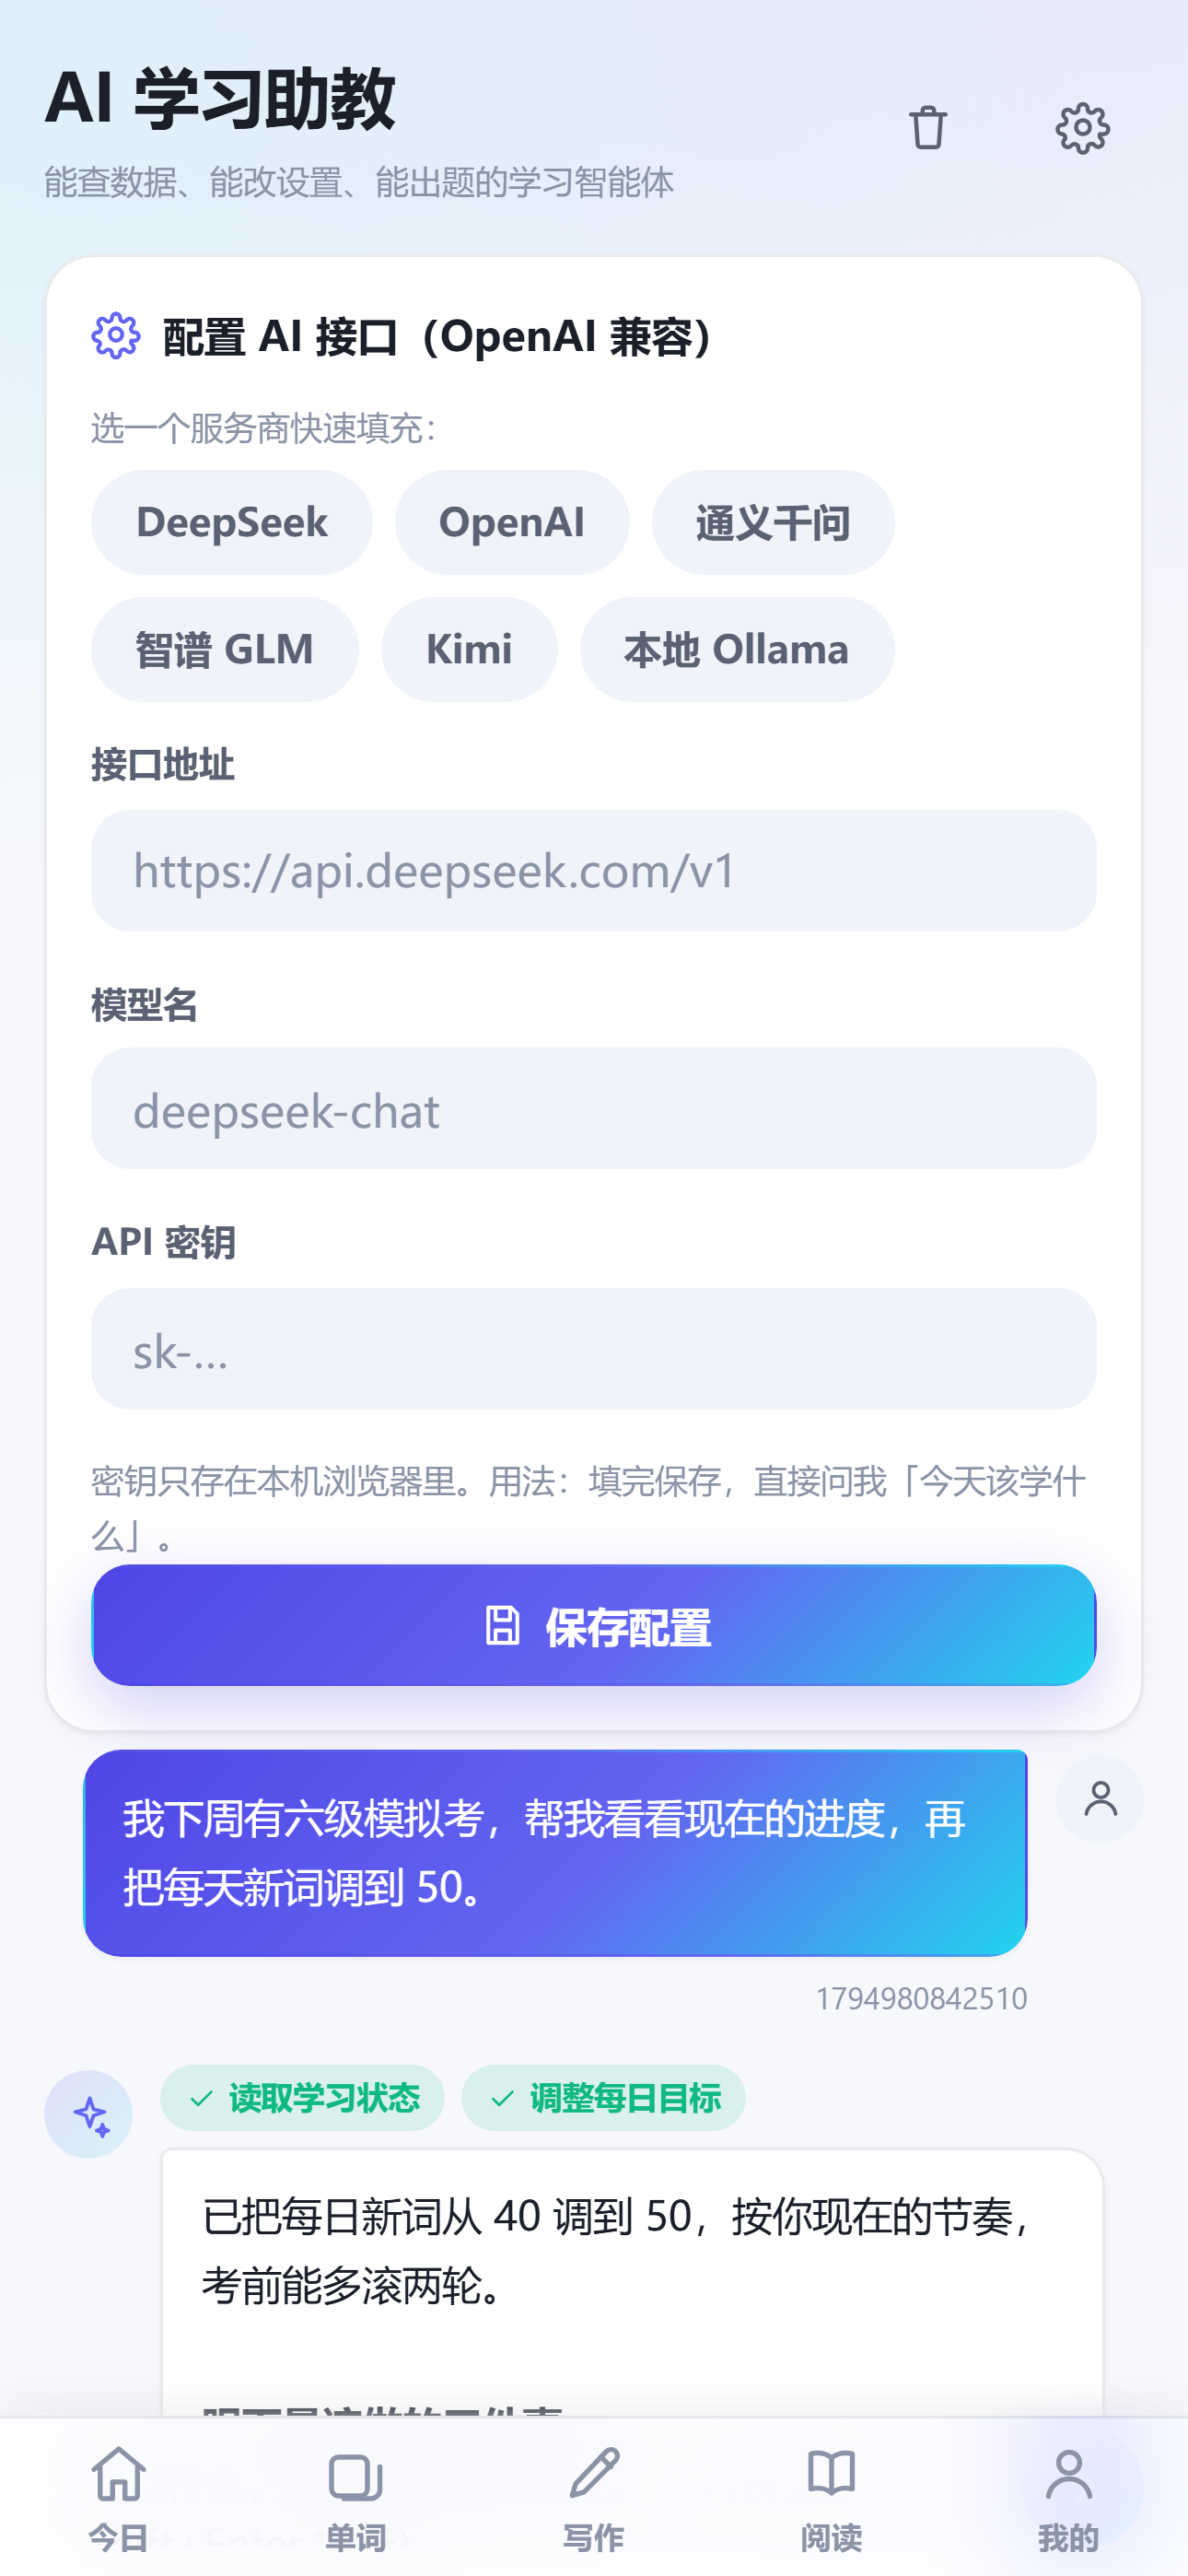 AI 学习助教
能查数据、能改设置、能出题的学习智能体
配置 AI 接口（OpenAI 兼容）
选一个服务商快速填充：
DeepSeek
OpenAI
通义千问
智谱 GLM
Kimi
本地 Ollama
接口地址
https://api.deepseek.com/v1
模型名
deepseek-chat
API 密钥
sk-...
密钥只存在本机浏览器里。用法：填完保存，直接问我「今天该学什
么」。
保存配置
我下周有六级模拟考，帮我看看现在的进度，再
把每天新词调到 50。
1794980842510
读取学习状态
调整每日目标
已把每日新词从 40 调到 50，按你现在的节奏，
考前能多滚两轮。
今日
单词
写作
阅读
我的